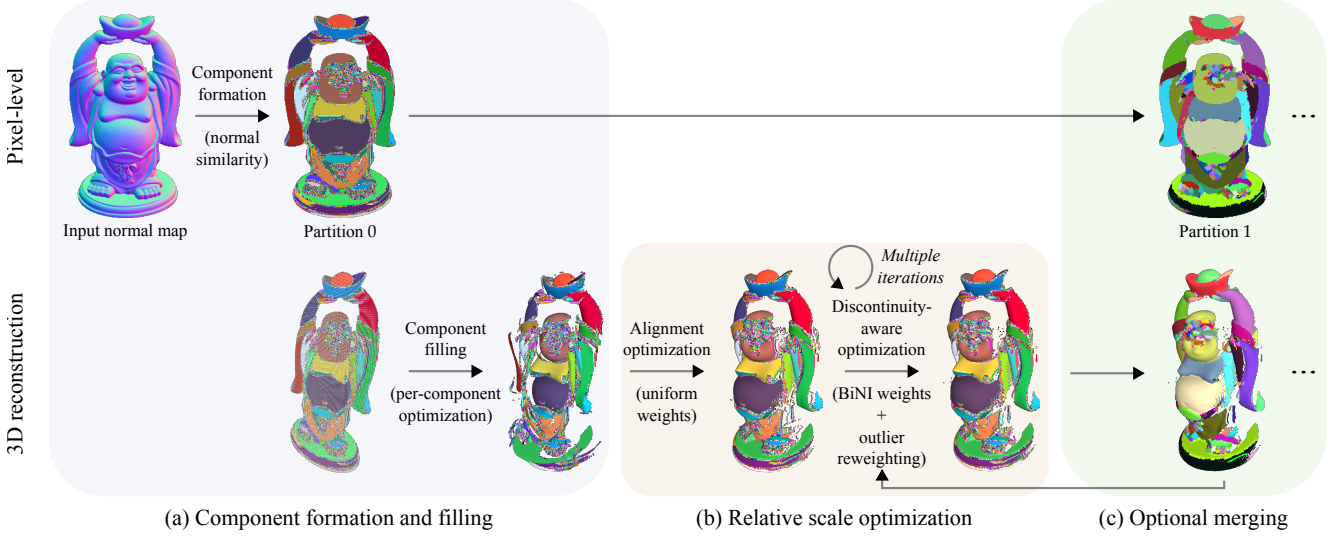 Pixel-level
Component
formation
(normal
similarity)
Input normal map
Partition 0
Partition 1
...
3D reconstruction
Component
filling
(per-component
optimization)
Alignment
optimization
(uniform
weights)
Multiple
iterations
Discontinuity-
aware
optimization
(BiNI weights
+
outlier
reweighting)
...
(a) Component formation and filling
(b) Relative scale optimization
(c) Optional merging